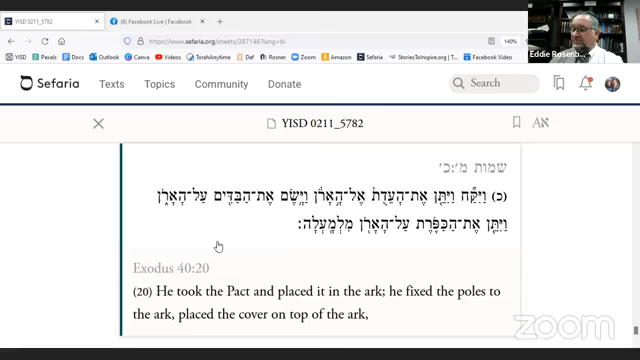 YISD 0211_5782
(8) Facebook Live | Facebook
https://www.sefaria.org/sheets/387146?lang=bi
140%
YISD Pexels Outlook Canva Video TorahAnytime Daf Rosner Zoom Amazon Sefaria StoriesToInspire.org Facebook Video
Eddie Rosenb...
Sefaria Texts Topics Community Donate Search
YISD 0211_5782
שמות מ׳:כ׳
(כ) וַיִּקַּ֞ח וַיִּתֵּ֤ן אֶת־הָעֵדֻת֙ אֶל־הָ֣אָרֹ֔ן וַיָּ֥שֶׂם אֶת־הַבַּדִּ֖ים עַל־הָאָרֹ֑ן
וַיִּתֵּ֧ן אֶת־הַכַּפֹּ֛רֶת עַל־הָאָרֹ֖ן מִלְמָֽעְלָה׃
Exodus 40:20
(20) He took the Pact and placed it in the ark; he fixed the poles to
the ark, placed the cover on top of the ark,
zoom